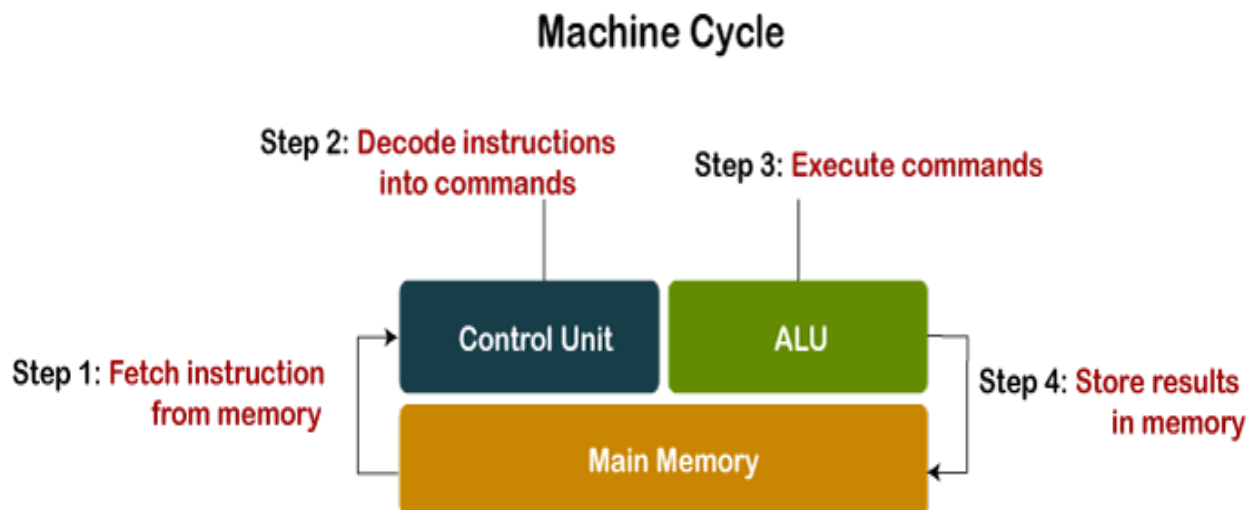 Machine Cycle
Step 2: Decode instructions
into commands
Step 3: Execute commands
Control Unit
ALU
Step 1: Fetch instruction
from memory
Step 4: Store results
in memory
Main Memory